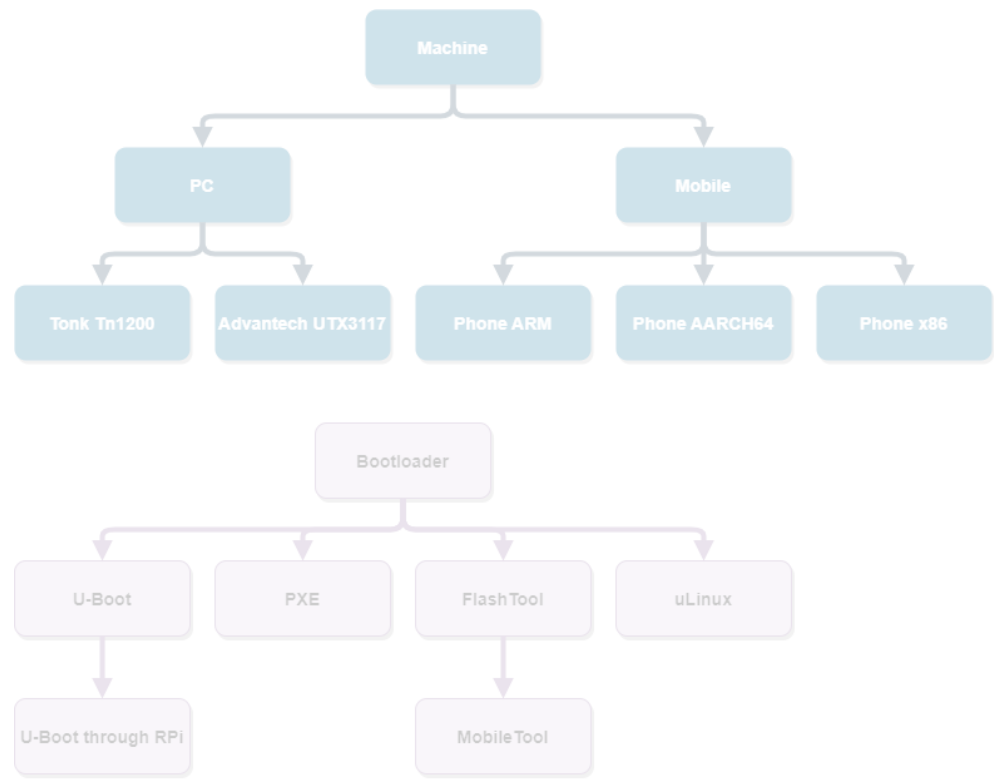 Machine
PC
Mobile
Tonk Tn1200
Advantech UTX3117
Phone ARM
Phone AARCH64
Phone x86
Bootloader
U-Boot
PXE
FlashTool
uLinux
U-Boot through RPi
MobileTool